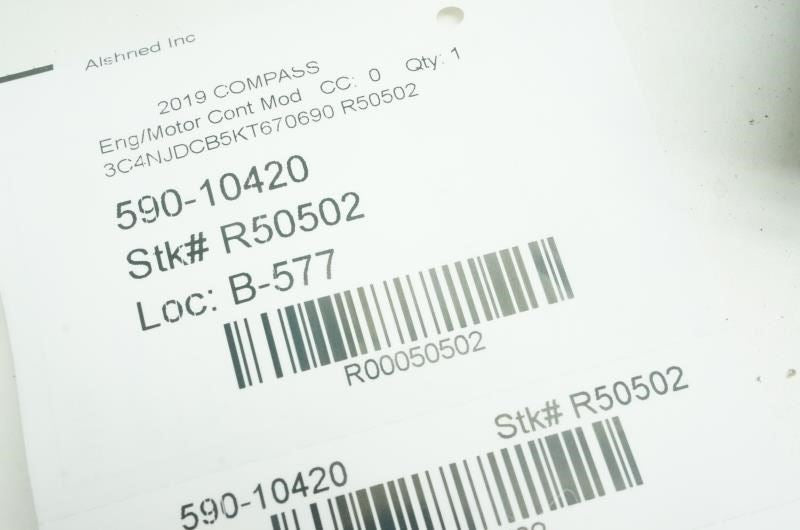 Alshned Inc
2019 COMPASS
Eng/Motor Cont Mod CC: 0 Qty: 1
3C4NJDCB5KT670690 R50502
590-10420
Stk# R50502
Loc: B-577
R00050502
Stk# R50502
590-10420